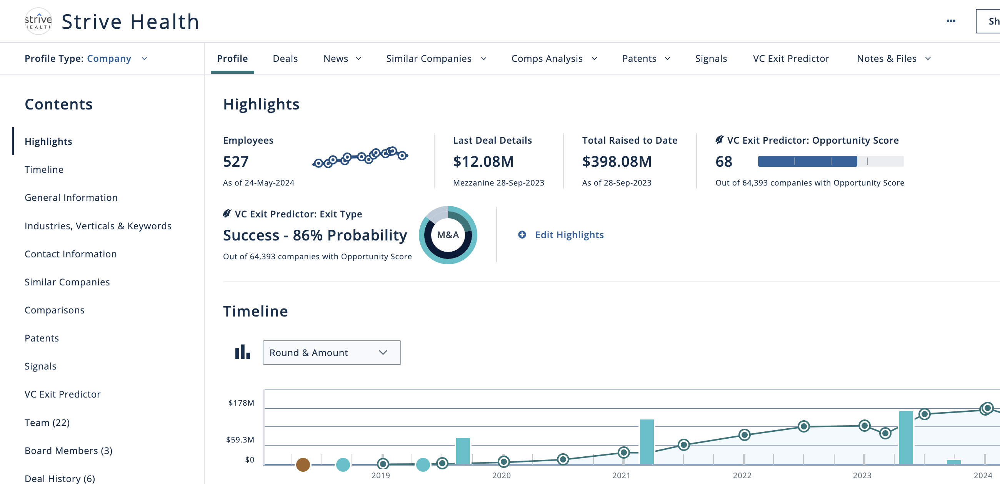 strive
HEALTH
Strive Health
Sh
Profile Type: Company
Profile
Deals
News
Similar Companies
Comps Analysis
Patents
Signals
VC Exit Predictor
Notes & Files
Contents
Highlights
Timeline
General Information
Industries, Verticals & Keywords
Contact Information
Similar Companies
Comparisons
Patents
Signals
VC Exit Predictor
Team (22)
Board Members (3)
Deal History (6)
Highlights
Employees
527
As of 24-May-2024
Last Deal Details
$12.08M
Mezzanine 28-Sep-2023
Total Raised to Date
$398.08M
As of 28-Sep-2023
VC Exit Predictor: Opportunity Score
68
Out of 64,393 companies with Opportunity Score
VC Exit Predictor: Exit Type
Success - 86% Probability
Out of 64,393 companies with Opportunity Score
M&A
Edit Highlights
Timeline
Round & Amount
$178M
$59.3M
$0
2019
2020
2021
2022
2023
2024